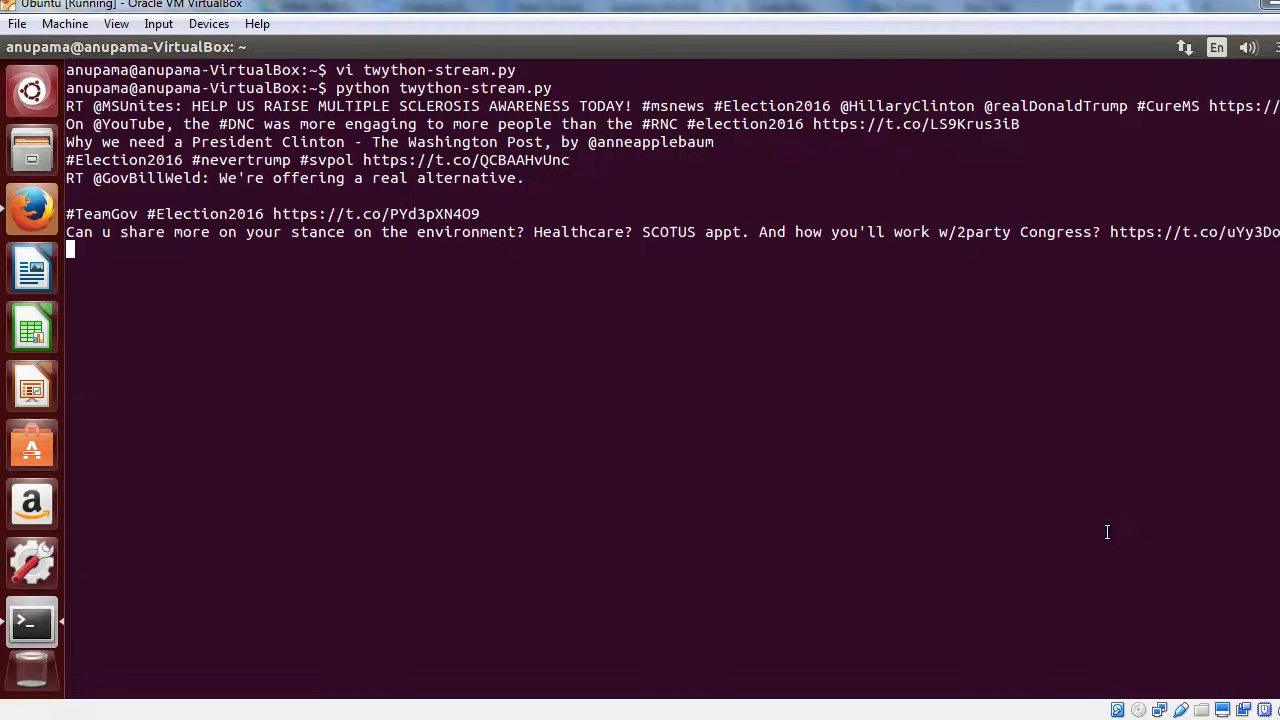 Ubuntu [Running] - Oracle VM VirtualBox
File Machine View Input Devices Help
anupama@anupama-VirtualBox: ~
En
anupama@anupama-VirtualBox:~$ vi twython-stream.py
anupama@anupama-VirtualBox:~$ python twython-stream.py
RT @MSUnites: HELP US RAISE MULTIPLE SCLEROSIS AWARENESS TODAY! #msnews #Election2016 @HillaryClinton @realDonaldTrump #CureMS https://
On @YouTube, the #DNC was more engaging to more people than the #RNC #election2016 https://t.co/LS9Krus3iB
Why we need a President Clinton - The Washington Post, by @anneapplebaum
#Election2016 #nevertrump #svpol https://t.co/QCBAAHvUnc
RT @GovBillWeld: We're offering a real alternative.
#TeamGov #Election2016 https://t.co/PYd3pXN4O9
Can u share more on your stance on the environment? Healthcare? SCOTUS appt. And how you'll work w/2party Congress? https://t.co/uYy3Do